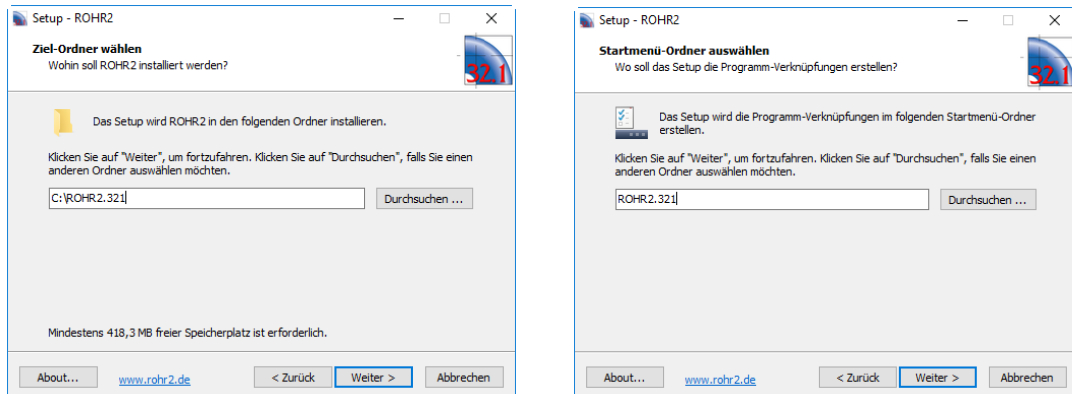 Setup - ROHR2
Ziel-Ordner wählen
Wohin soll ROHR2 installiert werden?
32.1
Das Setup wird ROHR2 in den folgenden Ordner installieren.
Klicken Sie auf "Weiter", um fortzufahren. Klicken Sie auf "Durchsuchen", falls Sie einen
anderen Ordner auswählen möchten.
C:\ROHR2.321
Durchsuchen ...
Mindestens 418,3 MB freier Speicherplatz ist erforderlich.
About...
www.rohr2.de
< Zurück
Weiter >
Abbrechen
Setup - ROHR2
Startmenü-Ordner auswählen
Wo soll das Setup die Programm-Verknüpfungen erstellen?
32.1
Das Setup wird die Programm-Verknüpfungen im folgenden Startmenü-Ordner
erstellen.
Klicken Sie auf "Weiter", um fortzufahren. Klicken Sie auf "Durchsuchen", falls Sie einen
anderen Ordner auswählen möchten.
ROHR2.321
Durchsuchen ...
About...
www.rohr2.de
< Zurück
Weiter >
Abbrechen